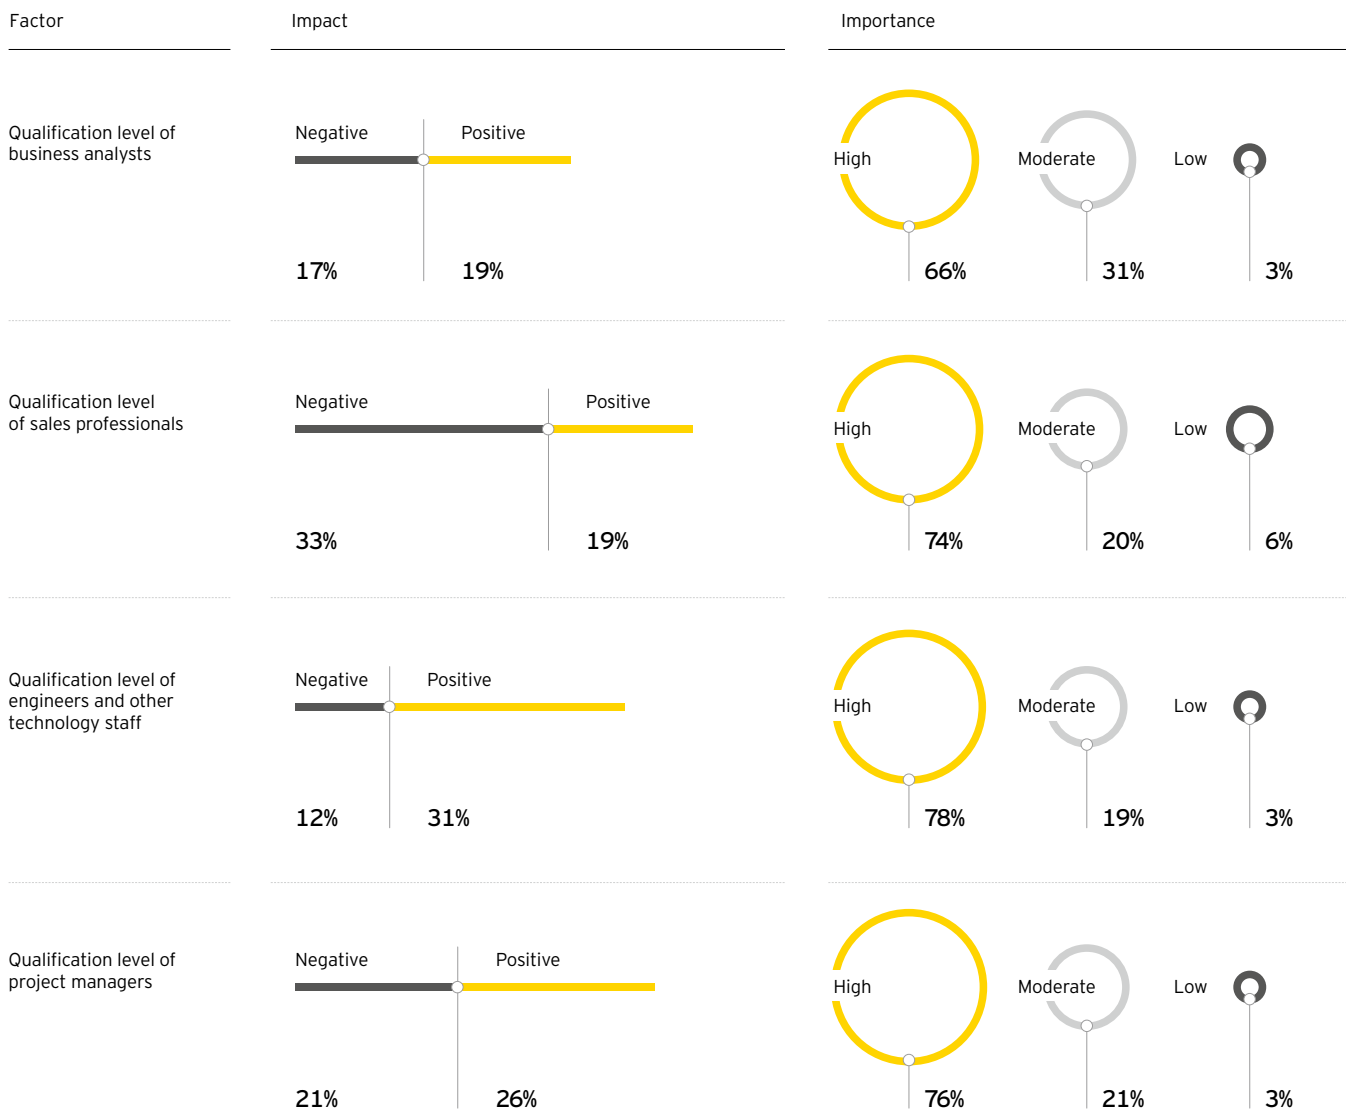 Factor
Impact
Importance
Qualification level of
business analysts
Negative
Positive
17%
19%
High
Moderate
Low
66%
31%
3%
Qualification level
of sales professionals
Negative
Positive
33%
19%
High
Moderate
Low
74%
20%
6%
Qualification level of
engineers and other
technology staff
Negative
Positive
12%
31%
High
Moderate
Low
78%
19%
3%
Qualification level of
project managers
Negative
Positive
21%
26%
High
Moderate
Low
76%
21%
3%